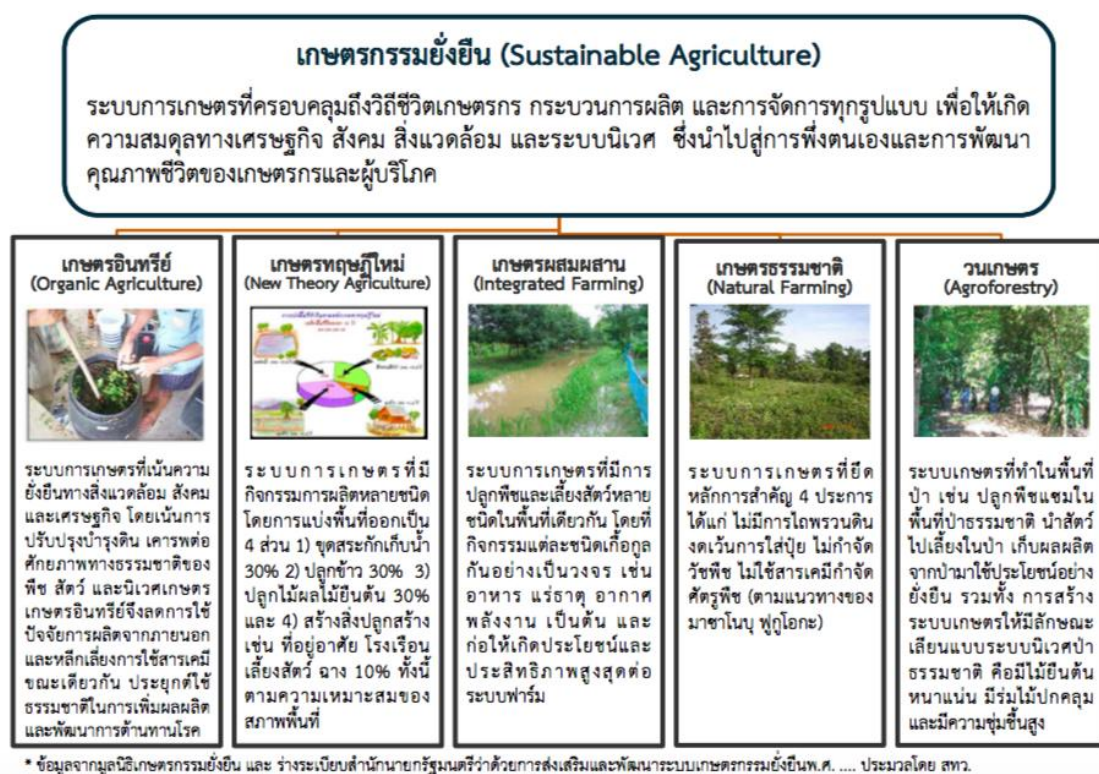 เกษตรกรรมยั่งยืน (Sustainable Agriculture)
ระบบการเกษตรที่ครอบคลุมถึงวิถีชีวิตเกษตรกร กระบวนการผลิต และการจัดการทุกรูปแบบ เพื่อให้เกิด
ความสมดุลทางเศรษฐกิจ สังคม สิ่งแวดล้อม และระบบนิเวศ ซึ่งนำไปสู่การพึ่งตนเองและการพัฒนา
คุณภาพชีวิตของเกษตรกรและผู้บริโภค
เกษตรอินทรีย์
(Organic Agriculture)
ระบบการเกษตรที่เน้นความ
ยั่งยืนทางสิ่งแวดล้อม สังคม
และเศรษฐกิจ โดยเน้นการ
ปรับปรุงบำรุงดิน เคารพต่อ
ศักยภาพทางธรรมชาติของ
พืช สัตว์ และนิเวศเกษตร
เกษตรอินทรีย์จึงลดการใช้
ปัจจัยการผลิตจากภายนอก
และหลีกเลี่ยงการใช้สารเคมี
ขณะเดียวกัน ประยุกต์ใช้
ธรรมชาติในการเพิ่มผลผลิต
และพัฒนาการต้านทานโรค
เกษตรทฤษฎีใหม่
(New Theory Agriculture)
ระบบการเกษตรที่มี
กิจกรรมการผลิตหลายชนิด
โดยการแบ่งพื้นที่ออกเป็น
4 ส่วน 1) ขุดสระกักเก็บน้ำ
30% 2) ปลูกข้าว 30% 3)
ปลูกไม้ผลไม้ยืนต้น 30%
และ 4) สร้างสิ่งปลูกสร้าง
เช่น ที่อยู่อาศัย โรงเรือน
เลี้ยงสัตว์ ฉาง 10% ทั้งนี้
ตามความเหมาะสมของ
สภาพพื้นที่
เกษตรผสมผสาน
(Integrated Farming)
ระบบการเกษตรที่มีการ
ปลูกพืชและเลี้ยงสัตว์หลาย
ชนิดในพื้นที่เดียวกัน โดยที่
กิจกรรมแต่ละชนิดเกื้อกูล
กันอย่างเป็นวงจร เช่น
อาหาร แร่ธาตุ อากาศ
พลังงาน เป็นต้น และ
ก่อให้เกิดประโยชน์และ
ประสิทธิภาพสูงสุดต่อ
ระบบฟาร์ม
เกษตรธรรมชาติ
(Natural Farming)
ระบบการเกษตรที่ยึด
หลักการสำคัญ 4 ประการ
ได้แก่ ไม่มีการไถพรวนดิน
งดเว้นการใส่ปุ๋ย ไม่กำจัด
วัชพืช ไม่ใช้สารเคมีกำจัด
ศัตรูพืช (ตามแนวทางของ
มาซาโนบุ ฟูกูโอกะ)
วนเกษตร
(Agroforestry)
ระบบเกษตรที่ทำในพื้นที่
ป่า เช่น ปลูกพืชแซมใน
พื้นที่ป่าธรรมชาติ นำสัตว์
ไปเลี้ยงในป่า เก็บผลผลิต
จากป่ามาใช้ประโยชน์อย่าง
ยั่งยืน รวมทั้ง การสร้าง
ระบบเกษตรให้มีลักษณะ
เลียนแบบระบบนิเวศป่า
ธรรมชาติ คือมีไม้ยืนต้น
หนาแน่น มีร่มไม้ปกคลุม
และมีความชุ่มชื้นสูง
* ข้อมูลจากมูลนิธิเกษตรกรรมยั่งยืน และ ร่างระเบียบสำนักนายกรัฐมนตรีว่าด้วยการส่งเสริมและพัฒนาระบบเกษตรกรรมยั่งยืนพ.ศ. .... ประมวลโดย สทว.